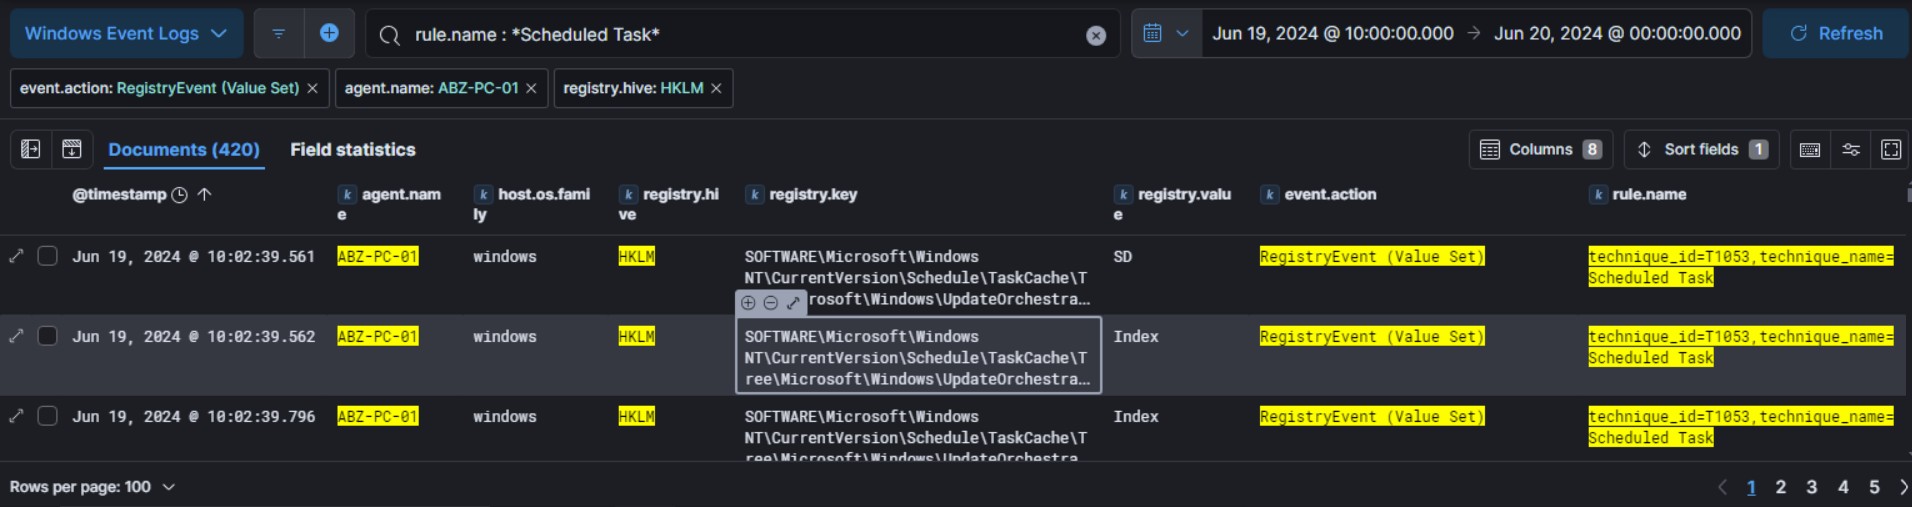 Windows Event Logs
rule.name : *Scheduled Task*
Jun 19, 2024 @ 10:00:00.000 → Jun 20, 2024 @ 00:00:00.000
Refresh
event.action: RegistryEvent (Value Set) ×
agent.name: ABZ-PC-01 ×
registry.hive: HKLM ×
Documents (420)
Field statistics
Columns 8
Sort fields 1
@timestamp ↑
k agent.nam
e
k host.os.fami
ly
k registry.hi
ve
k registry.key
k registry.valu
e
k event.action
k rule.name
Jun 19, 2024 @ 10:02:39.561
ABZ-PC-01
windows
HKLM
SOFTWARE\Microsoft\Windows
NT\CurrentVersion\Schedule\TaskCache\T
rosoft\Windows\UpdateOrchestra…
SD
RegistryEvent (Value Set)
technique_id=T1053,technique_name=
Scheduled Task
Jun 19, 2024 @ 10:02:39.562
ABZ-PC-01
windows
HKLM
SOFTWARE\Microsoft\Windows
NT\CurrentVersion\Schedule\TaskCache\T
ree\Microsoft\Windows\UpdateOrchestra…
Index
RegistryEvent (Value Set)
technique_id=T1053,technique_name=
Scheduled Task
Jun 19, 2024 @ 10:02:39.796
ABZ-PC-01
windows
HKLM
SOFTWARE\Microsoft\Windows
NT\CurrentVersion\Schedule\TaskCache\T
ree\Microsoft\Windows\UpdateOrchestra
Index
RegistryEvent (Value Set)
technique_id=T1053,technique_name=
Scheduled Task
Rows per page: 100
< 1 2 3 4 5 >